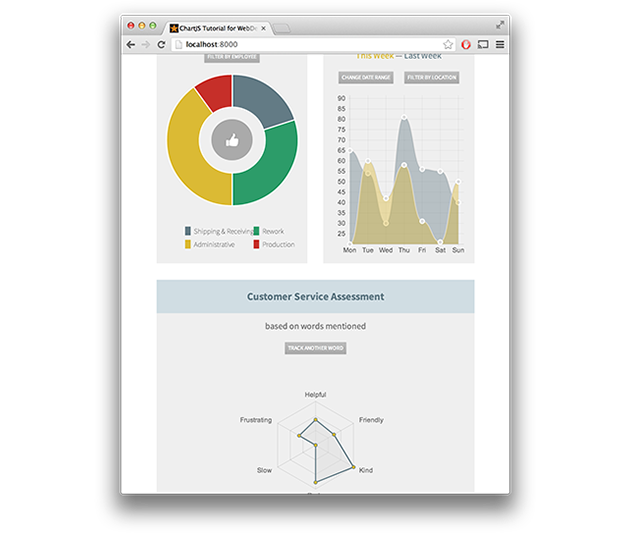 ChartJS Tutorial for WebDe
localhost:8000
FILTER BY EMPLOYEE
This Week — Last Week
CHANGE DATE RANGE FILTER BY LOCATION
90
85
80
75
70
65
60
55
50
45
40
35
30
25
Mon Tue Wed Thu Fri Sat Sun
Shipping & Receiving Rework
Administrative Production
Customer Service Assessment
based on words mentioned
TRACK ANOTHER WORD
Helpful
Frustrating Friendly
Slow Kind